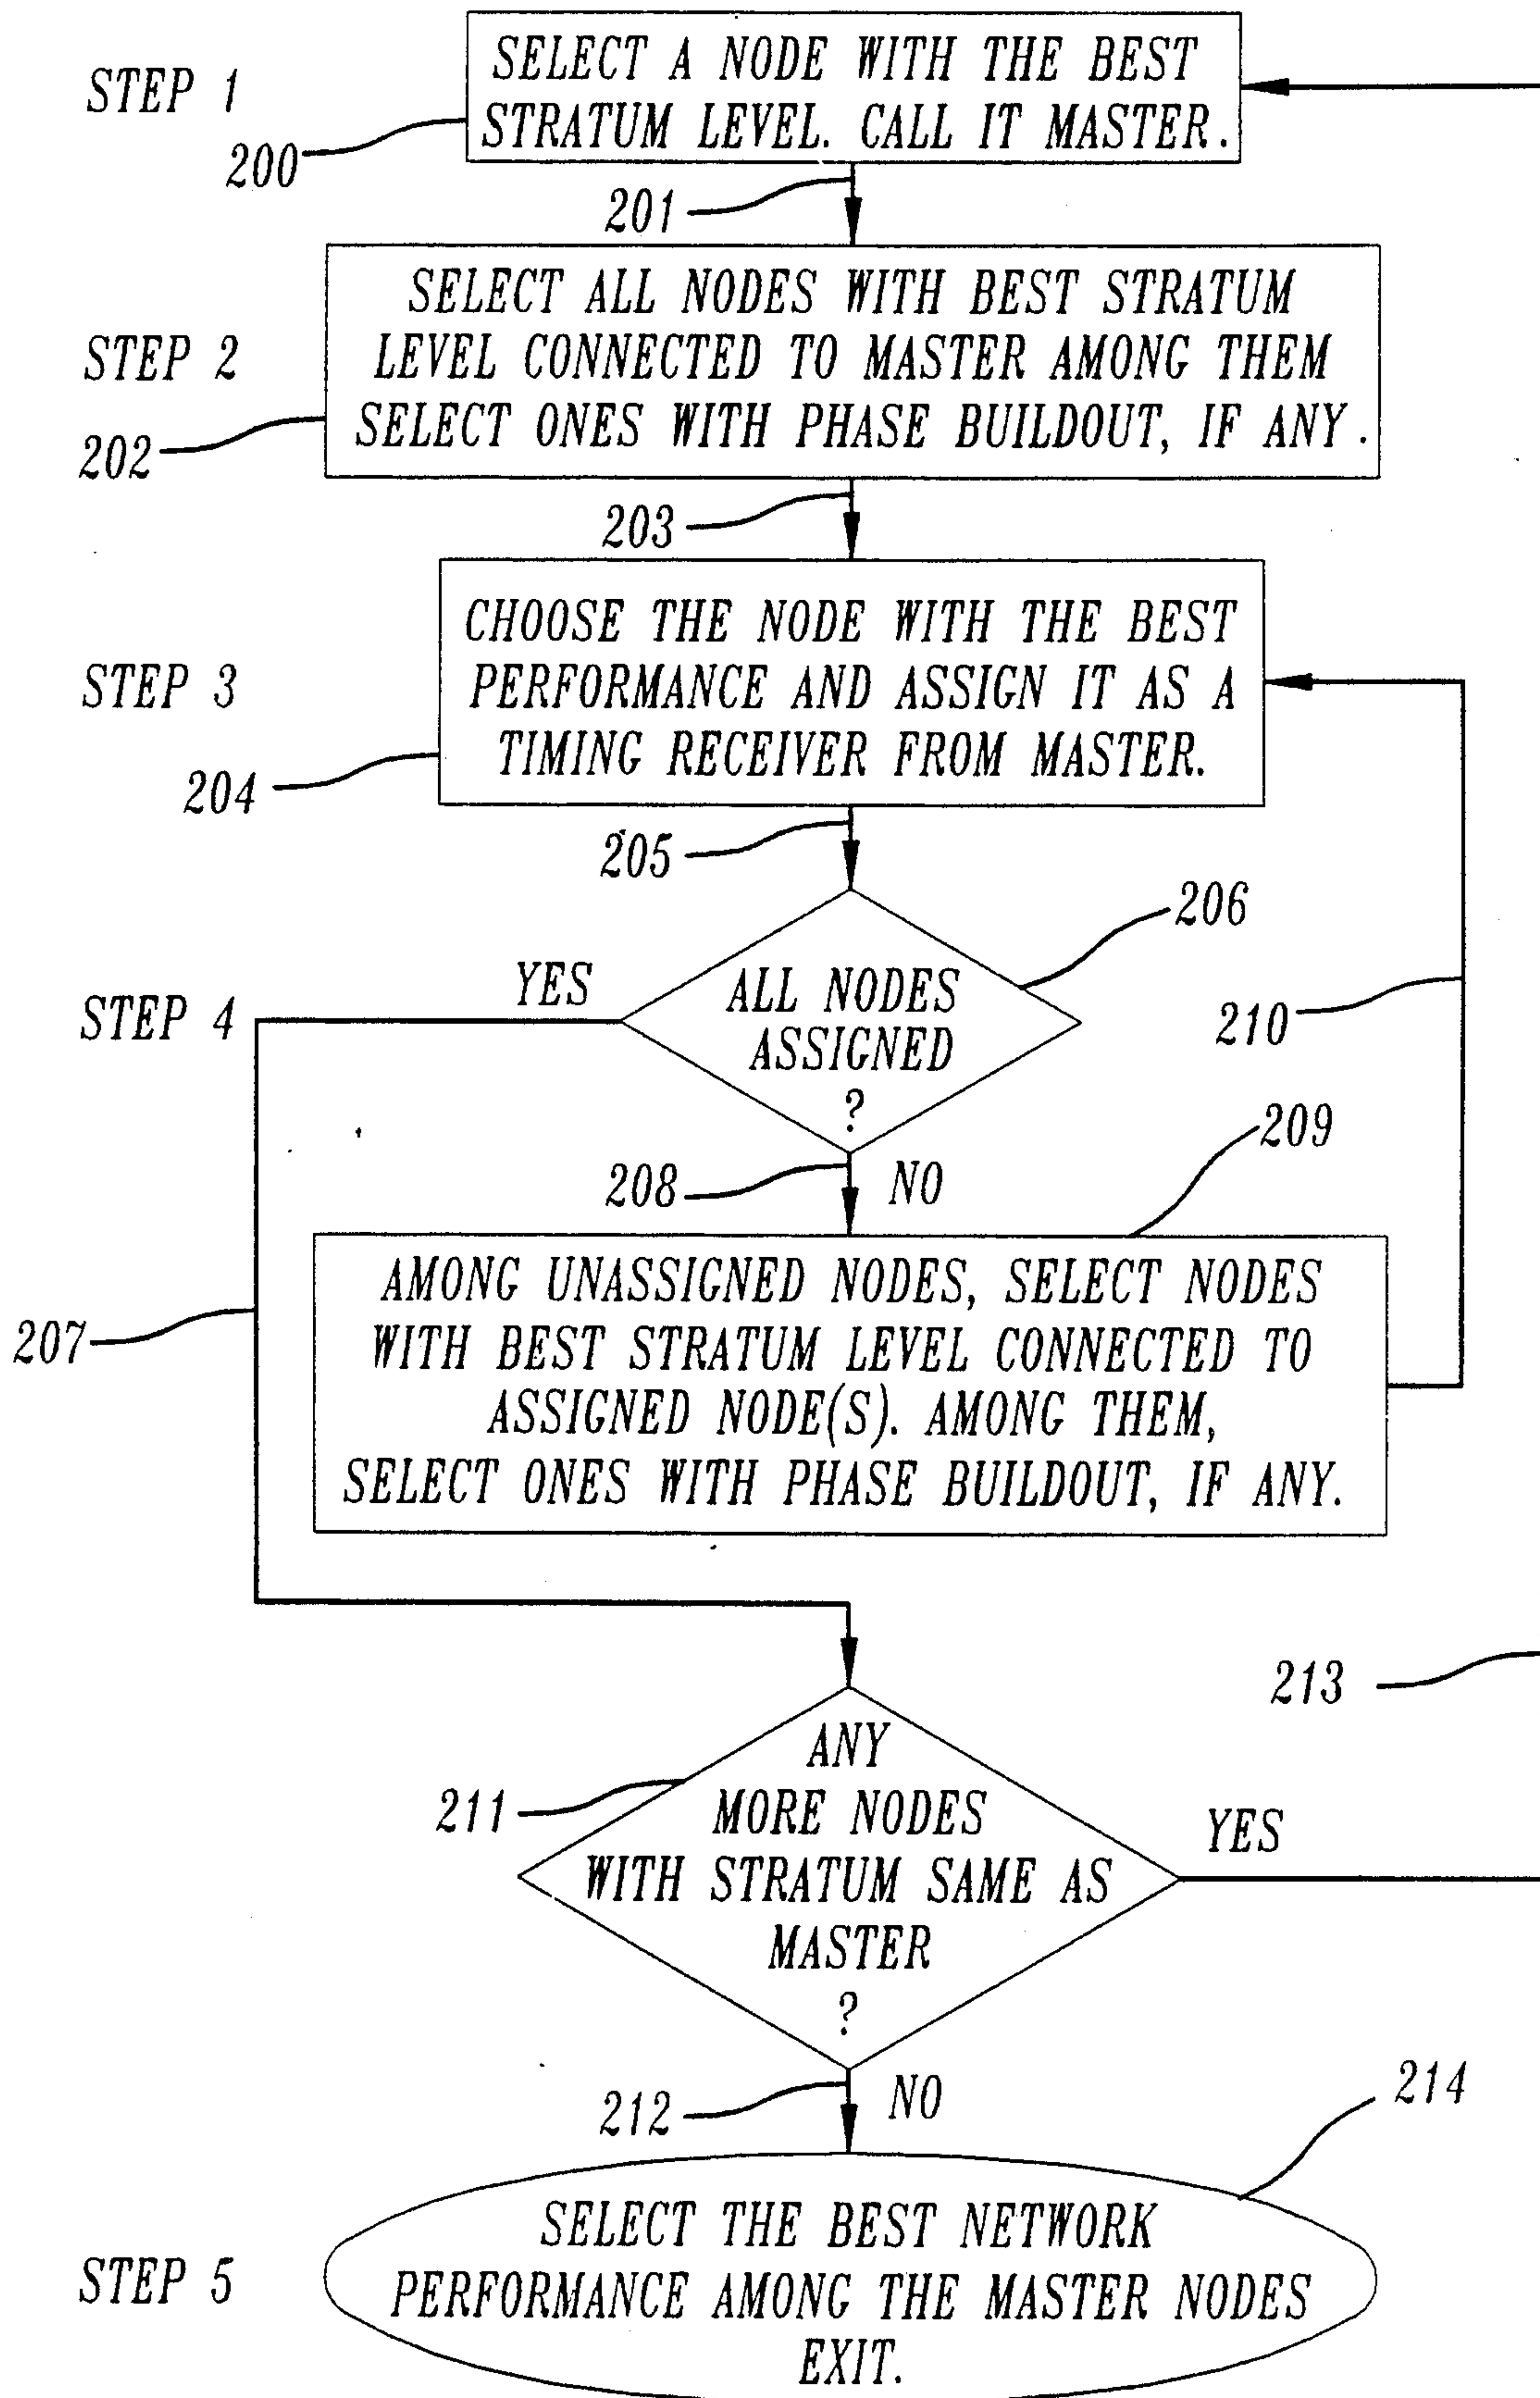 STEP 1
SELECT A NODE WITH THE BEST
STRATUM LEVEL. CALL IT MASTER.
200
201
STEP 2
SELECT ALL NODES WITH BEST STRATUM
LEVEL CONNECTED TO MASTER AMONG THEM
SELECT ONES WITH PHASE BUILDOUT, IF ANY.
202
203
STEP 3
CHOOSE THE NODE WITH THE BEST
PERFORMANCE AND ASSIGN IT AS A
TIMING RECEIVER FROM MASTER.
204
205
206
STEP 4
YES
ALL NODES
ASSIGNED
?
210
209
208
NO
207
AMONG UNASSIGNED NODES, SELECT NODES
WITH BEST STRATUM LEVEL CONNECTED TO
ASSIGNED NODE(S). AMONG THEM,
SELECT ONES WITH PHASE BUILDOUT, IF ANY.
213
211
ANY
MORE NODES
WITH STRATUM SAME AS
MASTER
?
YES
212
NO
214
STEP 5
SELECT THE BEST NETWORK
PERFORMANCE AMONG THE MASTER NODES
EXIT.